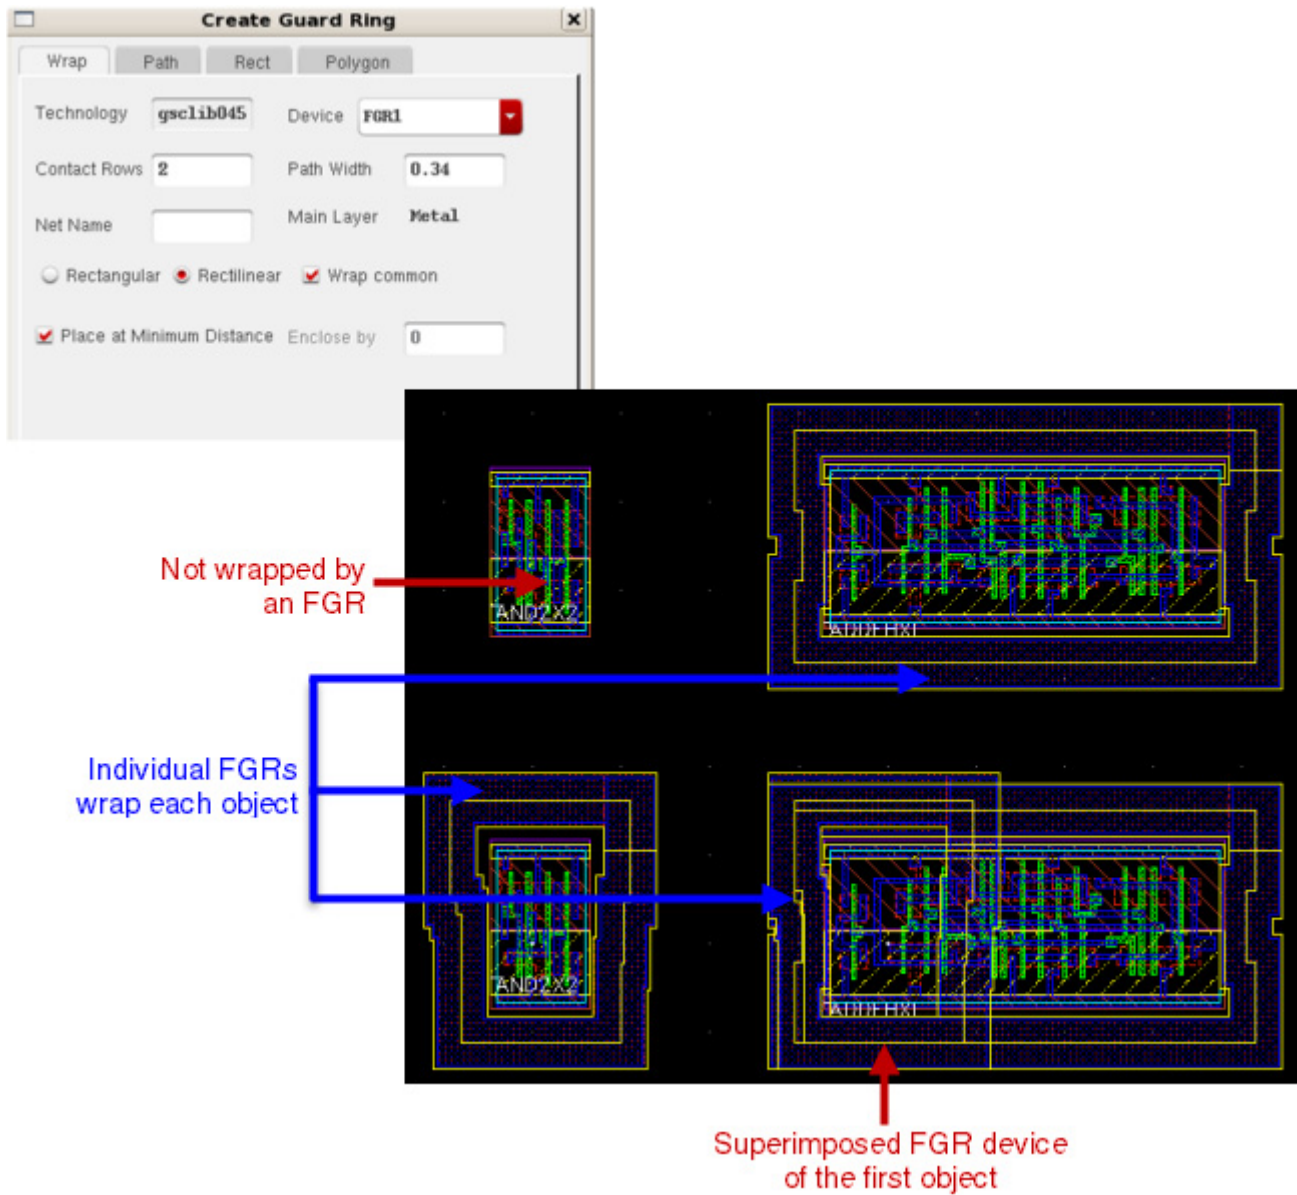 Create Guard Ring
Wrap Path Rect Polygon
Technology gsclib045 Device FGR1
Contact Rows 2 Path Width 0.34
Net Name Main Layer Metal
Rectangular Rectilinear Wrap common
Place at Minimum Distance Enclose by 0
Not wrapped by
an FGR
AND2X2
ADDFHX1
Individual FGRs
wrap each object
AND2X2
ADDFHX1
Superimposed FGR device
of the first object